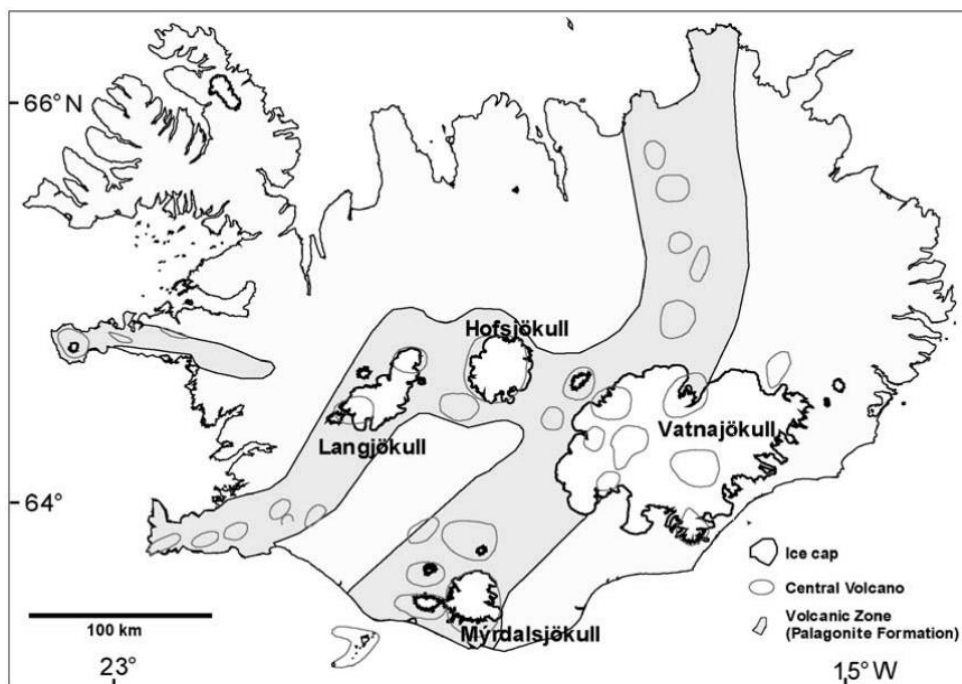 66° N
Hofsjökull
Langjökull
Vatnajökull
64°
Ice cap
Central Volcano
Volcanic Zone
(Palagonite Formation)
100 km
Mýrdalsjökull
23°
15° W